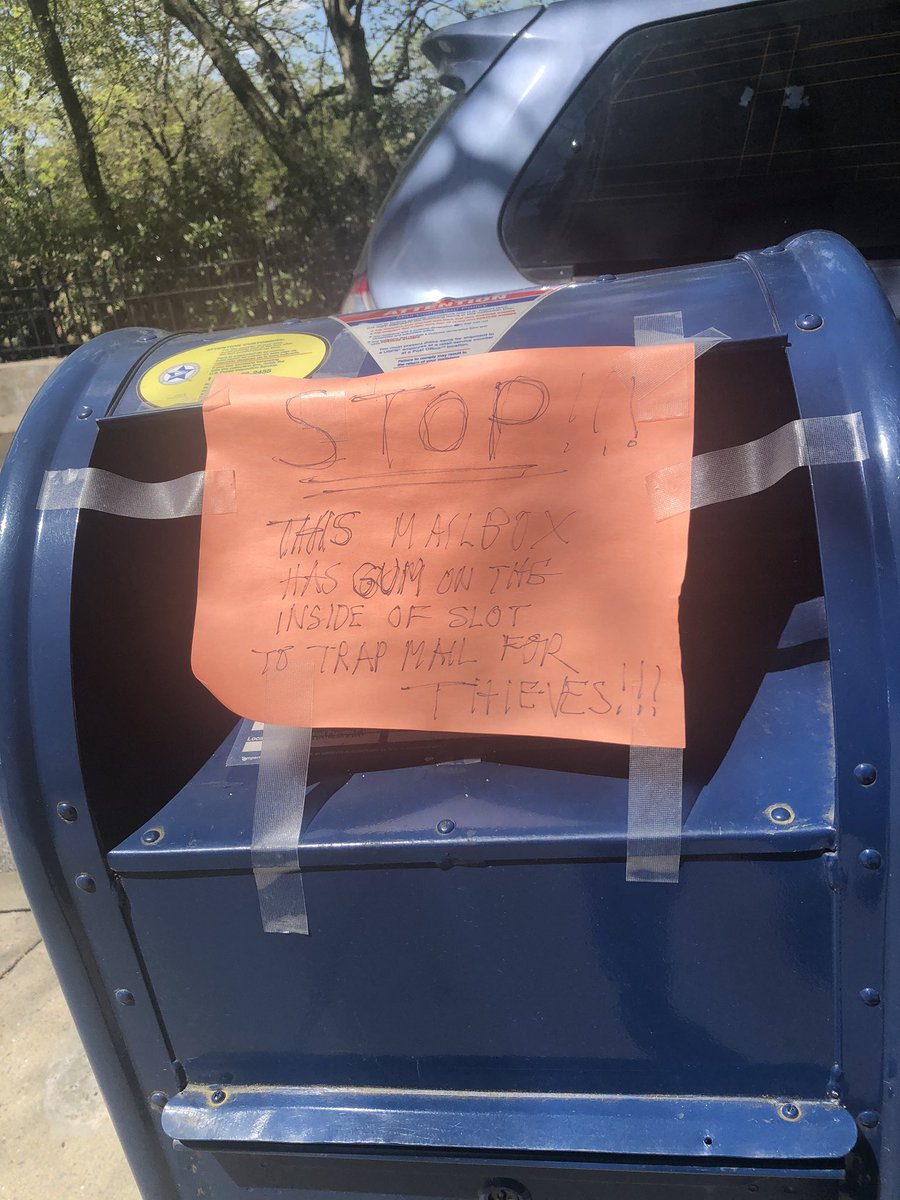 ATTENTION
STOP!!!
THIS MAILBOX
HAS GUM ON THE
INSIDE OF SLOT
TO TRAP MAIL FOR
THIEVES!!!